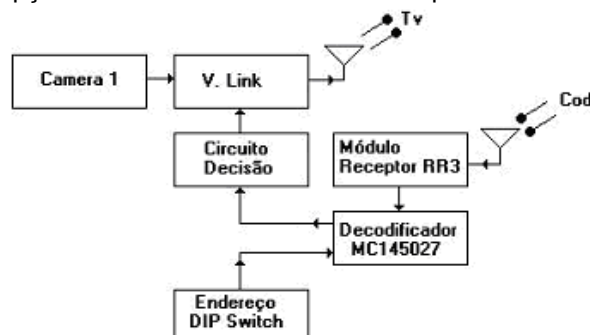 Tv
Camera 1
V. Link
Cod
Circuito
Decisão
Módulo
Receptor RR3
Decodificador
MC145027
Endereço
DIP Switch